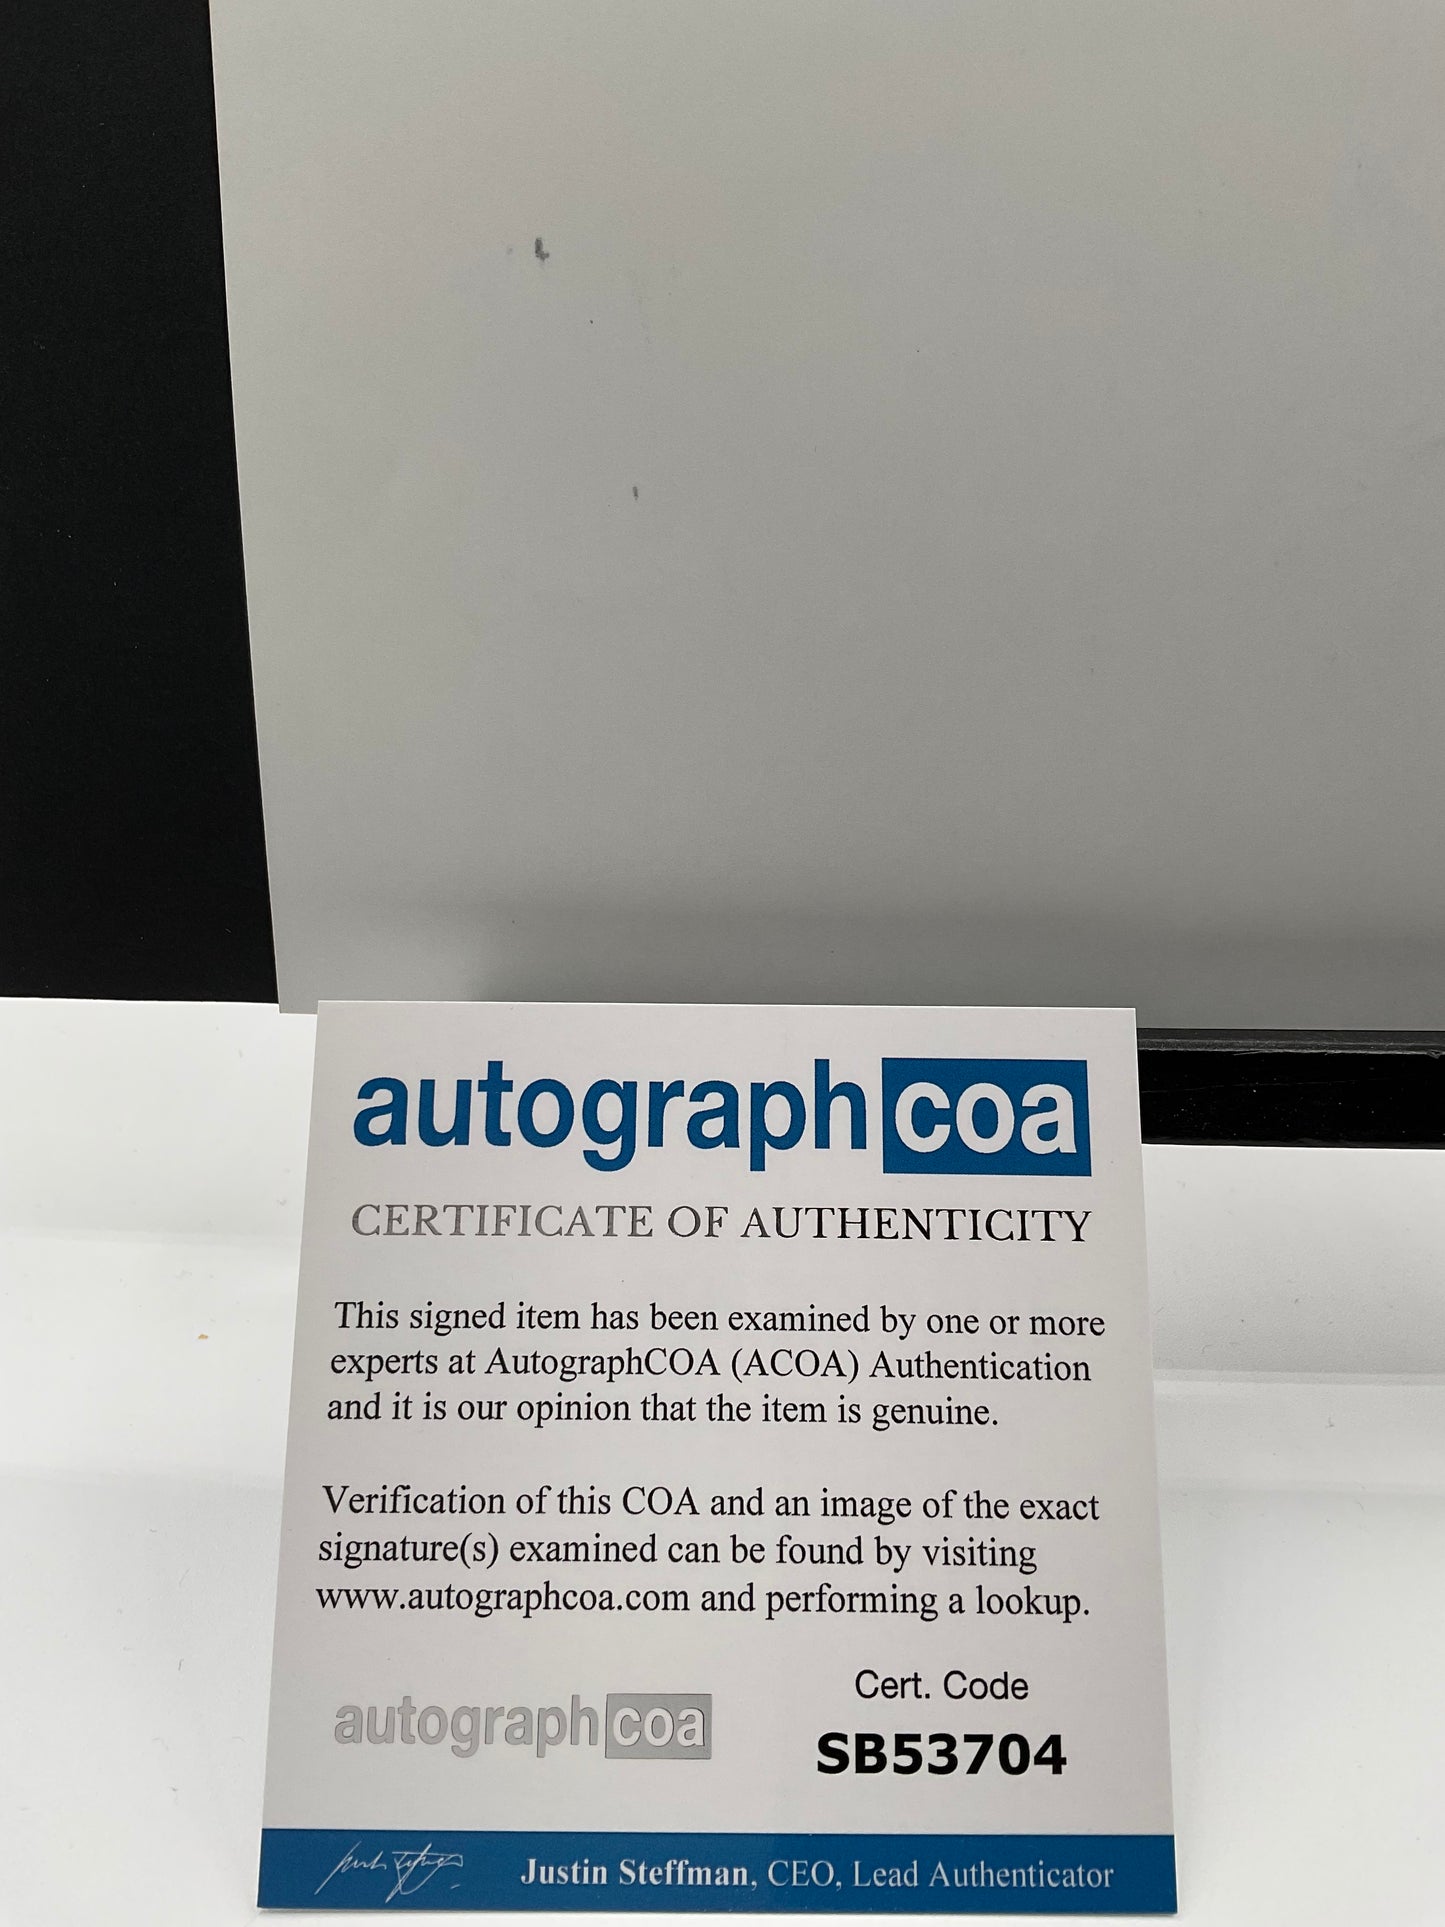 autographcoa
CERTIFICATE OF AUTHENTICITY
This signed item has been examined by one or more
experts at AutographCOA (ACOA) Authentication
and it is our opinion that the item is genuine.
Verification of this COA and an image of the exact
signature(s) examined can be found by visiting
www.autographcoa.com and performing a lookup.
Cert. Code
autographcoa
SB53704
Justin Steffman, CEO, Lead Authenticator